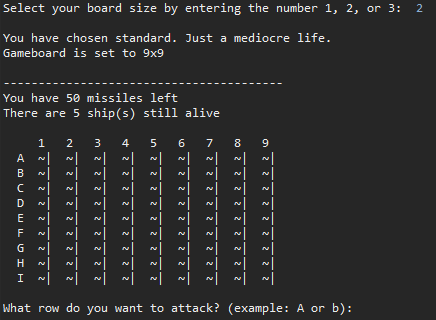 Select your board size by entering the number 1, 2, or 3:  2
You have chosen standard. Just a mediocre life.
Gameboard is set to 9x9
----------------------------------------
You have 50 missiles left
There are 5 ship(s) still alive
     1   2   3   4   5   6   7   8   9
  A  ~|  ~|  ~|  ~|  ~|  ~|  ~|  ~|  ~|
  B  ~|  ~|  ~|  ~|  ~|  ~|  ~|  ~|  ~|
  C  ~|  ~|  ~|  ~|  ~|  ~|  ~|  ~|  ~|
  D  ~|  ~|  ~|  ~|  ~|  ~|  ~|  ~|  ~|
  E  ~|  ~|  ~|  ~|  ~|  ~|  ~|  ~|  ~|
  F  ~|  ~|  ~|  ~|  ~|  ~|  ~|  ~|  ~|
  G  ~|  ~|  ~|  ~|  ~|  ~|  ~|  ~|  ~|
  H  ~|  ~|  ~|  ~|  ~|  ~|  ~|  ~|  ~|
  I  ~|  ~|  ~|  ~|  ~|  ~|  ~|  ~|  ~|
What row do you want to attack? (example: A or b):